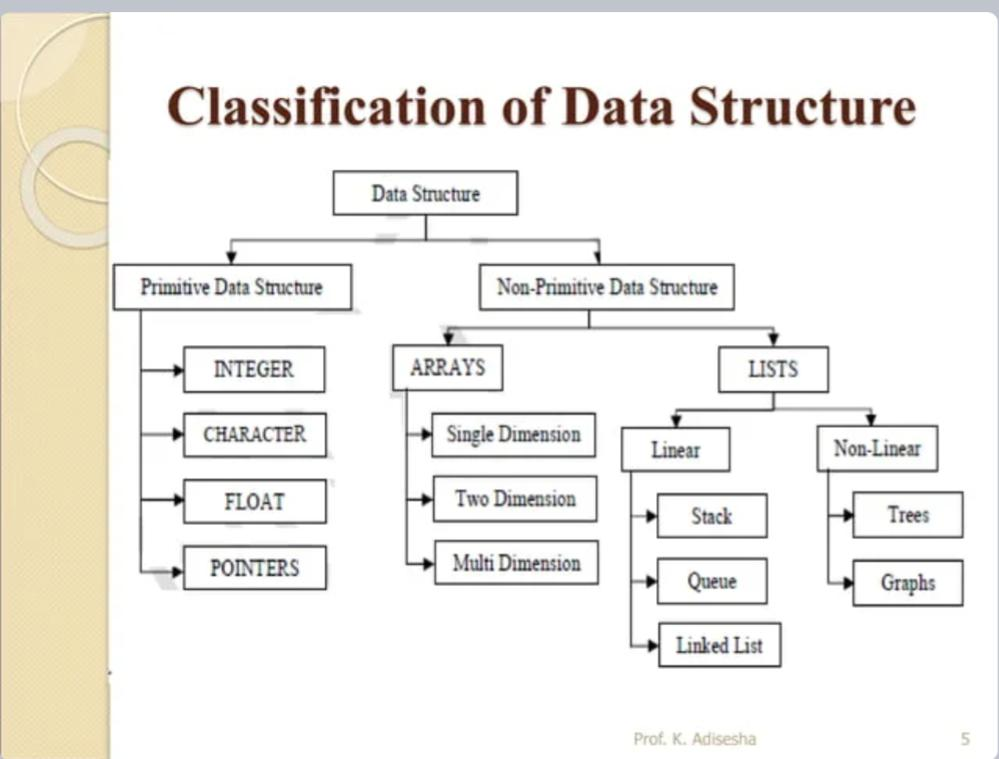 Classification of Data Structure
Data Structure
Primitive Data Structure
Non-Primitive Data Structure
INTEGER
CHARACTER
FLOAT
POINTERS
ARRAYS
Single Dimension
Two Dimension
Multi Dimension
LISTS
Linear
Stack
Queue
Linked List
Non-Linear
Trees
Graphs
Prof. K. Adisesha
5